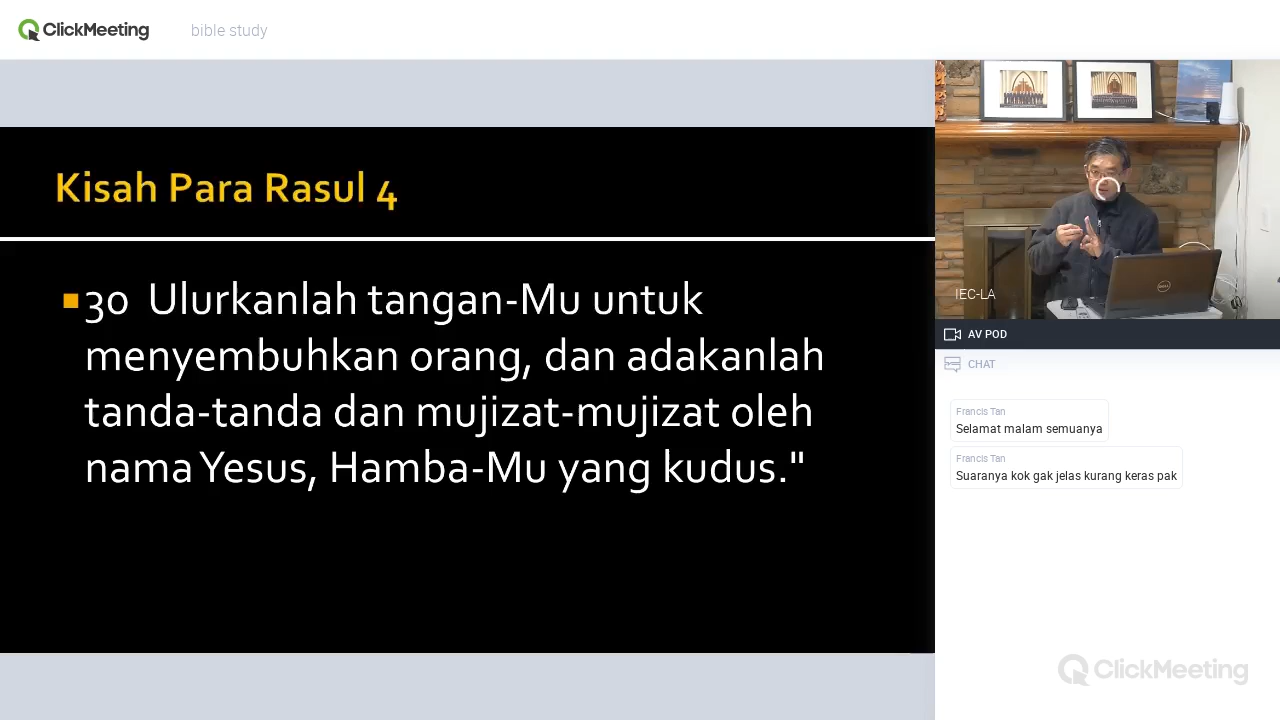 ClickMeeting
bible study
Kisah Para Rasul 4
30 Ulurkanlah tangan-Mu untuk
menyembuhkan orang, dan adakanlah
tanda-tanda dan mujizat-mujizat oleh
nama Yesus, Hamba-Mu yang kudus."
IEC-LA
DELL
AV POD
CHAT
Francis Tan
Selamat malam semuanya
Francis Tan
Suaranya kok gak jelas kurang keras pak
ClickMeeting